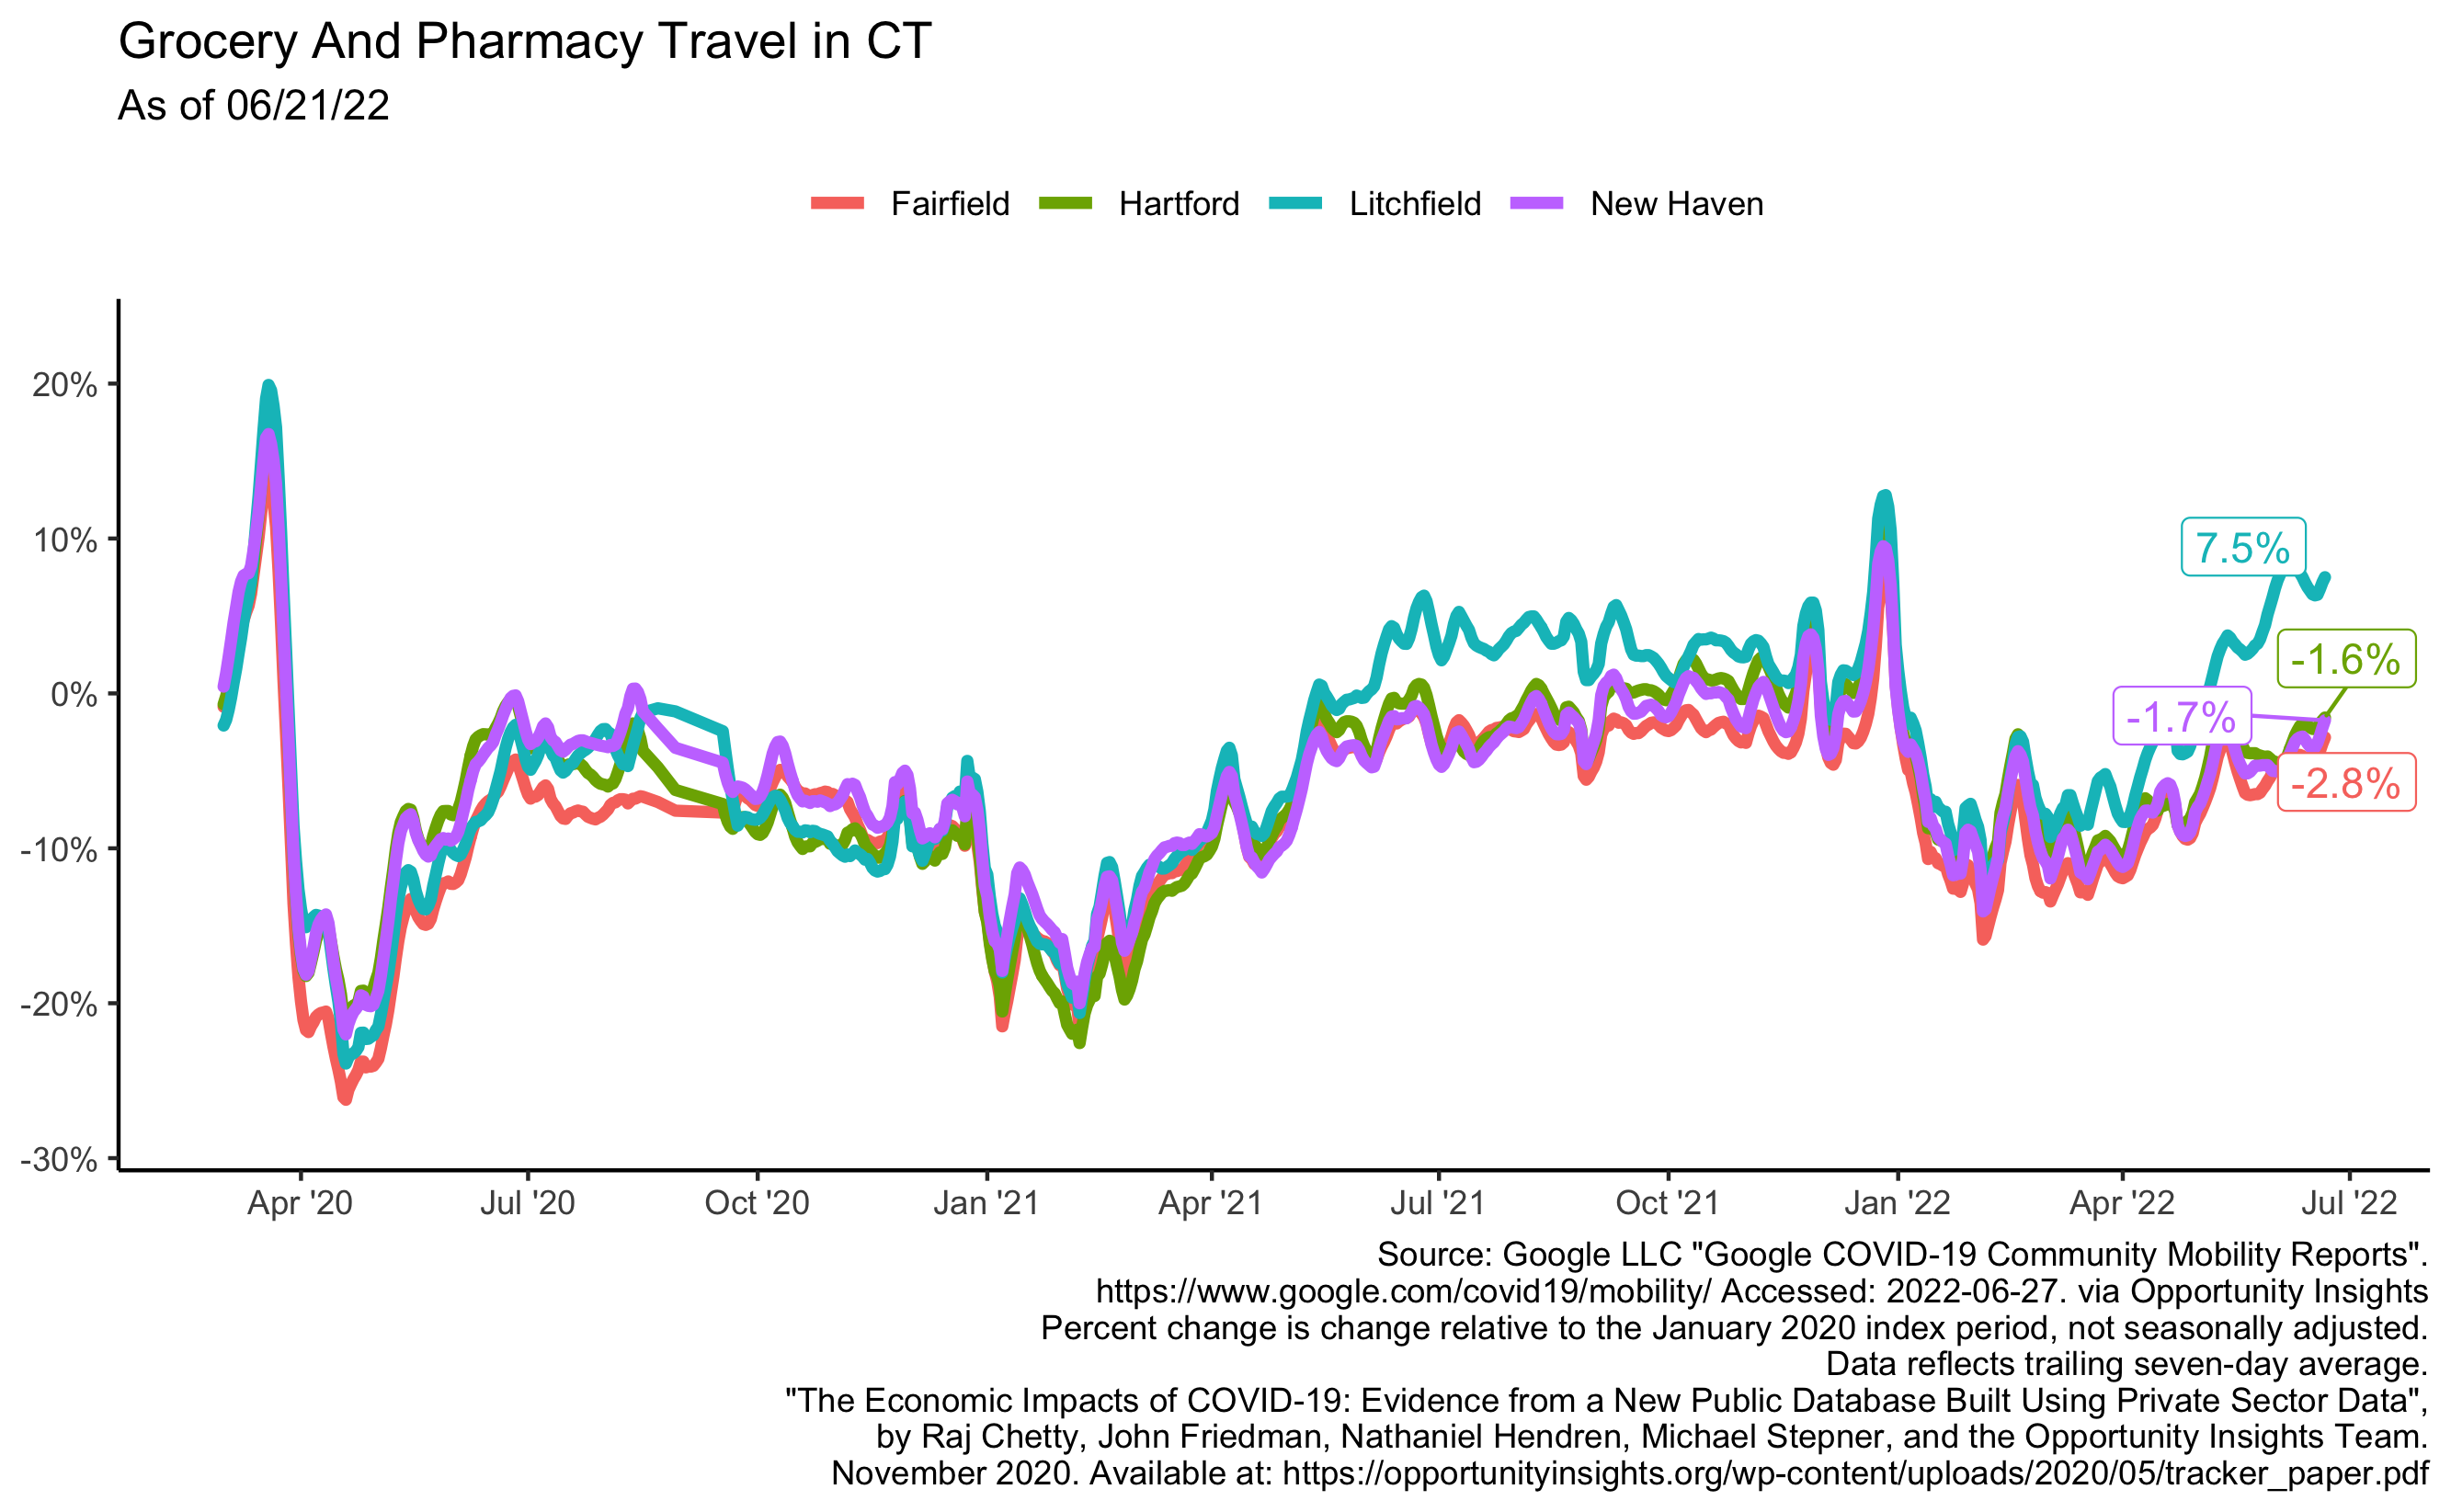 Grocery And Pharmacy Travel in CT
As of 06/21/22
Fairfield Hartford Litchfield New Haven
20%
10%
0%
-10%
-20%
-30%
7.5%
-1.6%
-1.7%
-2.8%
Apr '20 Jul '20 Oct '20 Jan '21 Apr '21 Jul '21 Oct '21 Jan '22 Apr '22 Jul '22
Source: Google LLC "Google COVID-19 Community Mobility Reports".
https://www.google.com/covid19/mobility/ Accessed: 2022-06-27. via Opportunity Insights
Percent change is change relative to the January 2020 index period, not seasonally adjusted.
Data reflects trailing seven-day average.
"The Economic Impacts of COVID-19: Evidence from a New Public Database Built Using Private Sector Data",
by Raj Chetty, John Friedman, Nathaniel Hendren, Michael Stepner, and the Opportunity Insights Team.
November 2020. Available at: https://opportunityinsights.org/wp-content/uploads/2020/05/tracker_paper.pdf